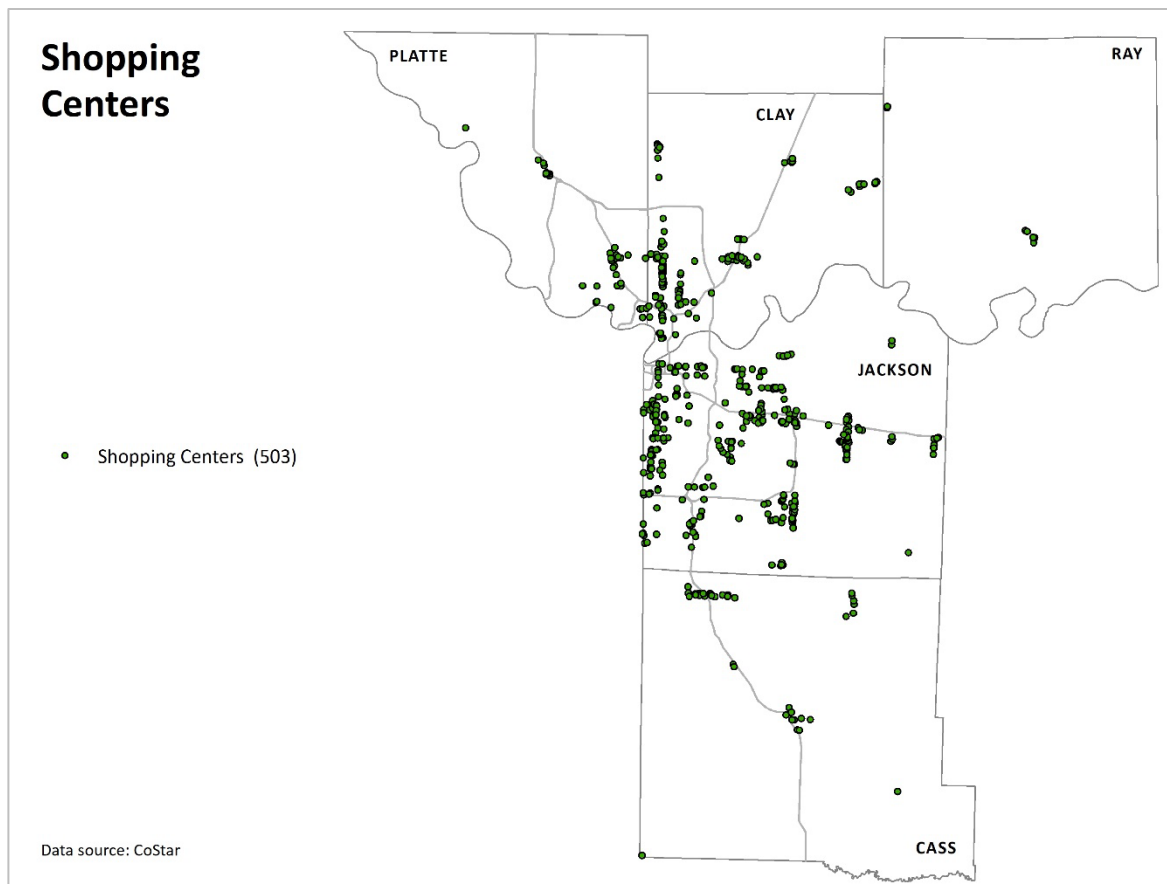 Shopping
Centers
PLATTE
RAY
CLAY
JACKSON
Shopping Centers (503)
CASS
Data source: CoStar